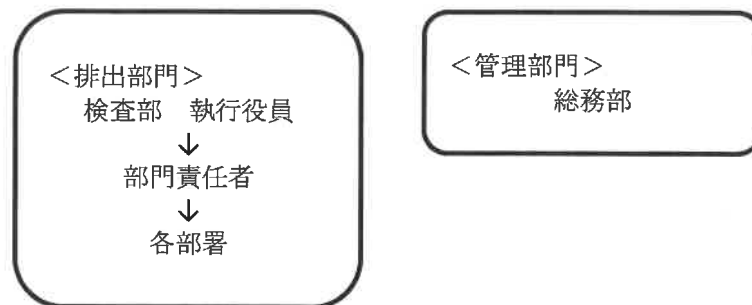 ＜排出部門＞
検査部　執行役員
↓
部門責任者
↓
各部署
＜管理部門＞
総務部